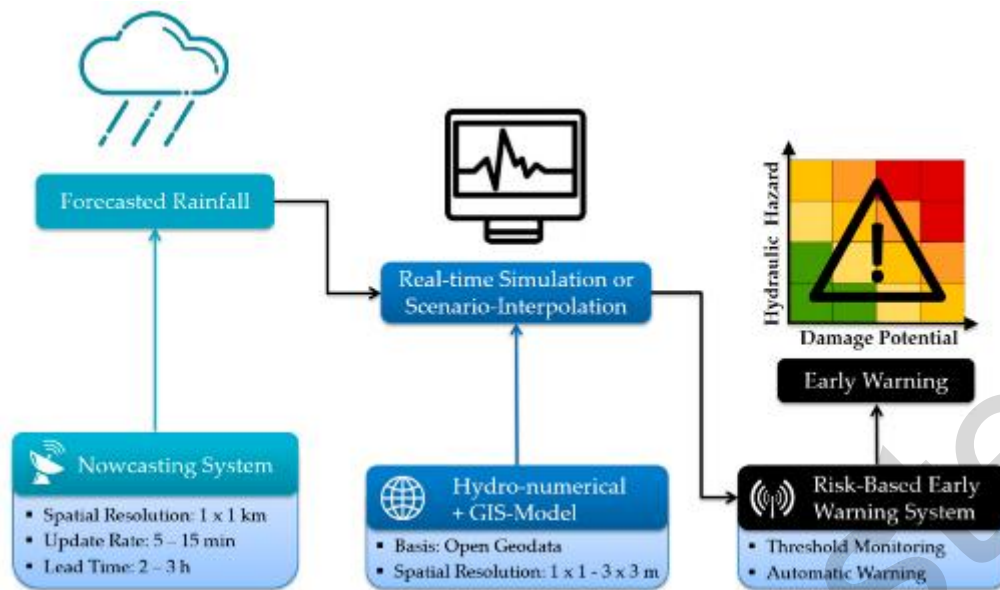 Forecasted Rainfall
Real-time Simulation or
Scenario-Interpolation
Hydraulic Hazard
Damage Potential
Early Warning
Nowcasting System
▪ Spatial Resolution: 1 x 1 km
▪ Update Rate: 5 – 15 min
▪ Lead Time: 2 – 3 h
Hydro-numerical
+ GIS-Model
▪ Basis: Open Geodata
▪ Spatial Resolution: 1 x 1 - 3 x 3 m
Risk-Based Early
Warning System
▪ Threshold Monitoring
▪ Automatic Warning